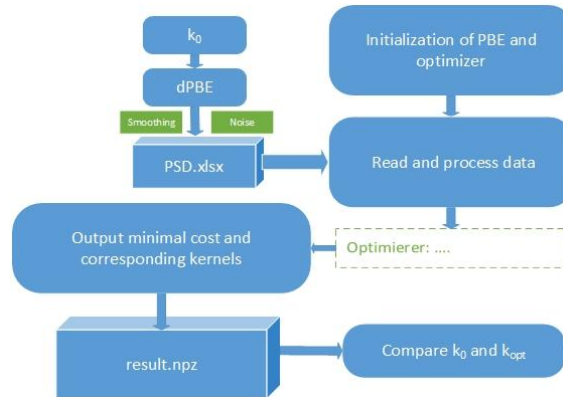 k₀
dPBE
Smoothing
Noise
PSD.xlsx
Initialization of PBE and
optimizer
Read and process data
Optimierer: ....
Output minimal cost and
corresponding kernels
result.npz
Compare k₀ and kₒₚₜ